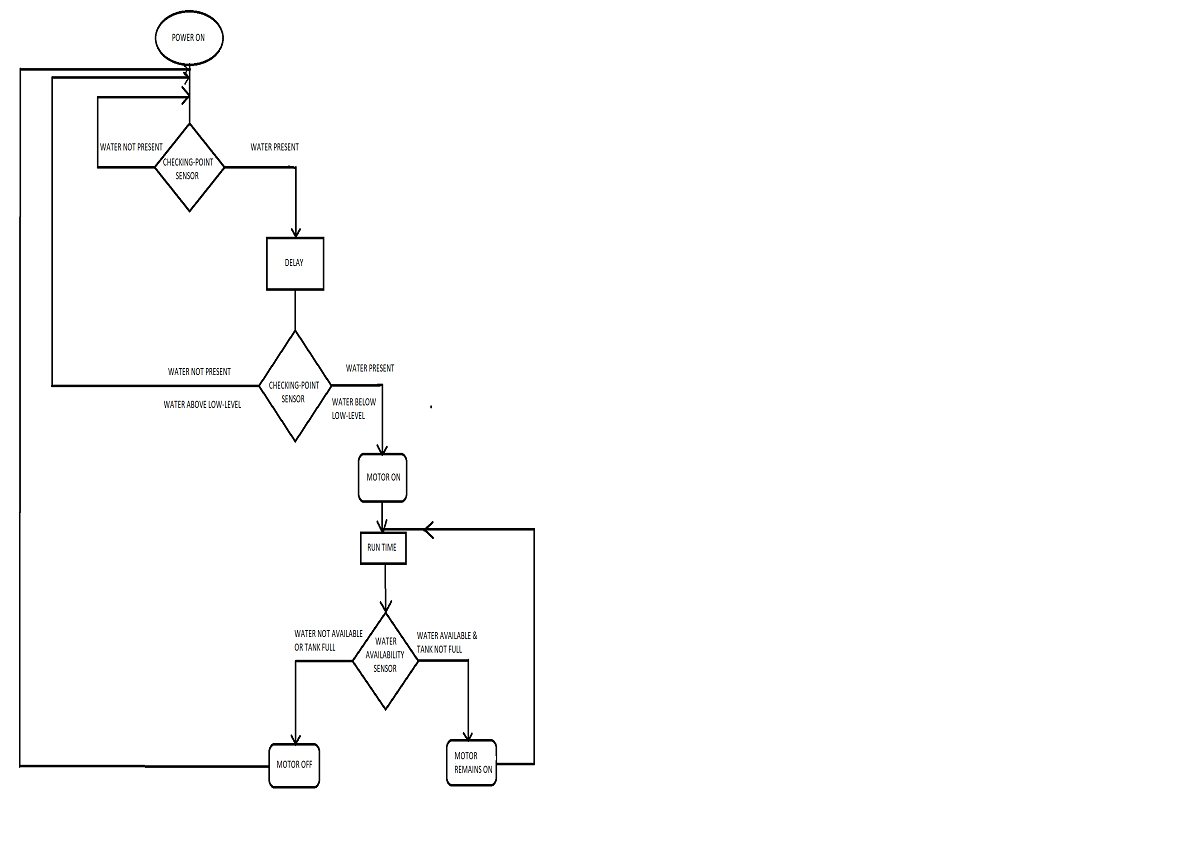 POWER ON
WATER NOT PRESENT
WATER PRESENT
CHECKING-POINT
SENSOR
DELAY
WATER NOT PRESENT
WATER PRESENT
CHECKING-POINT
SENSOR
WATER ABOVE LOW-LEVEL
WATER BELOW
LOW-LEVEL
MOTOR ON
RUN TIME
WATER NOT AVAILABLE
OR TANK FULL
WATER
AVAILABILITY
SENSOR
WATER AVAILABLE &
TANK NOT FULL
MOTOR OFF
MOTOR
REMAINS ON